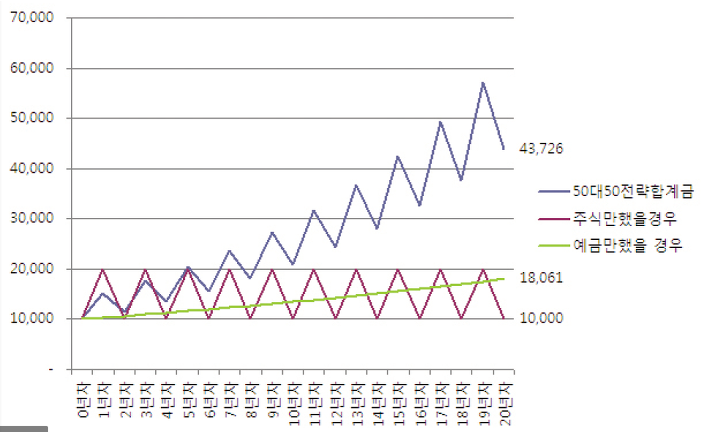 70,000
60,000
50,000
40,000
30,000
20,000
10,000
-
43,726
18,061
10,000
50대50전략합계금
주식만했을경우
예금만했을 경우
0년차
1년차
2년차
3년차
4년차
5년차
6년차
7년차
8년차
9년차
10년차
11년차
12년차
13년차
14년차
15년차
16년차
17년차
18년차
19년차
20년차